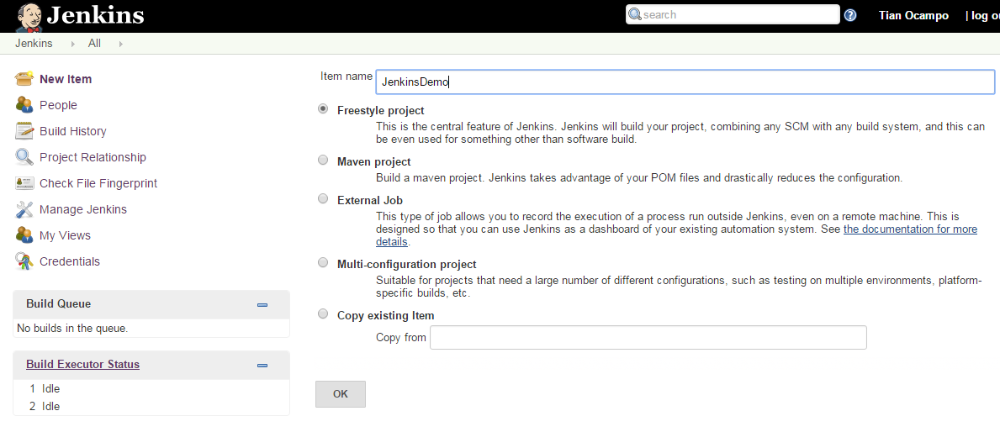 Jenkins
search
Tian Ocampo
| log o
Jenkins
All
New Item
People
Build History
Project Relationship
Check File Fingerprint
Manage Jenkins
My Views
Credentials
Build Queue
No builds in the queue.
Build Executor Status
1 Idle
2 Idle
Item name JenkinsDemo
Freestyle project
This is the central feature of Jenkins. Jenkins will build your project, combining any SCM with any build system, and this can
be even used for something other than software build.
Maven project
Build a maven project. Jenkins takes advantage of your POM files and drastically reduces the configuration.
External Job
This type of job allows you to record the execution of a process run outside Jenkins, even on a remote machine. This is
designed so that you can use Jenkins as a dashboard of your existing automation system. See the documentation for more
details.
Multi-configuration project
Suitable for projects that need a large number of different configurations, such as testing on multiple environments, platform-
specific builds, etc.
Copy existing Item
Copy from
OK